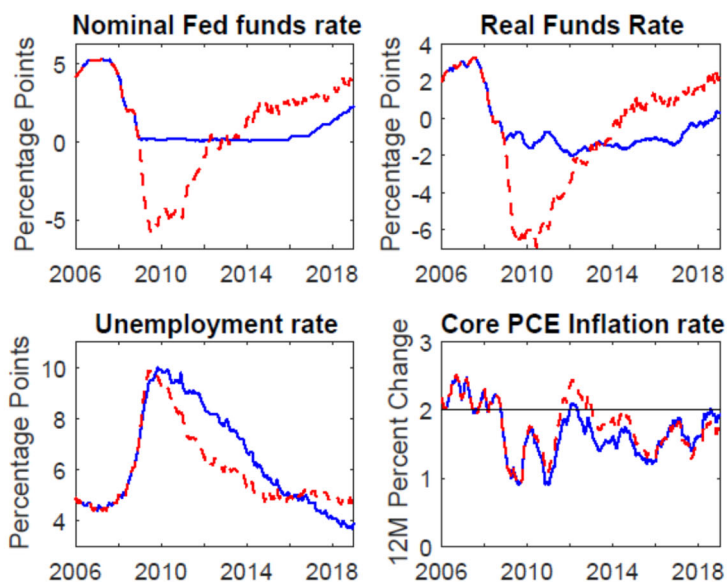 Nominal Fed funds rate
Percentage Points
5
0
-5
2006 2010 2014 2018
Real Funds Rate
Percentage Points
4
2
0
-2
-4
-6
2006 2010 2014 2018
Unemployment rate
Percentage Points
10
8
6
4
2006 2010 2014 2018
Core PCE Inflation rate
12M Percent Change
3
2
1
0
2006 2010 2014 2018